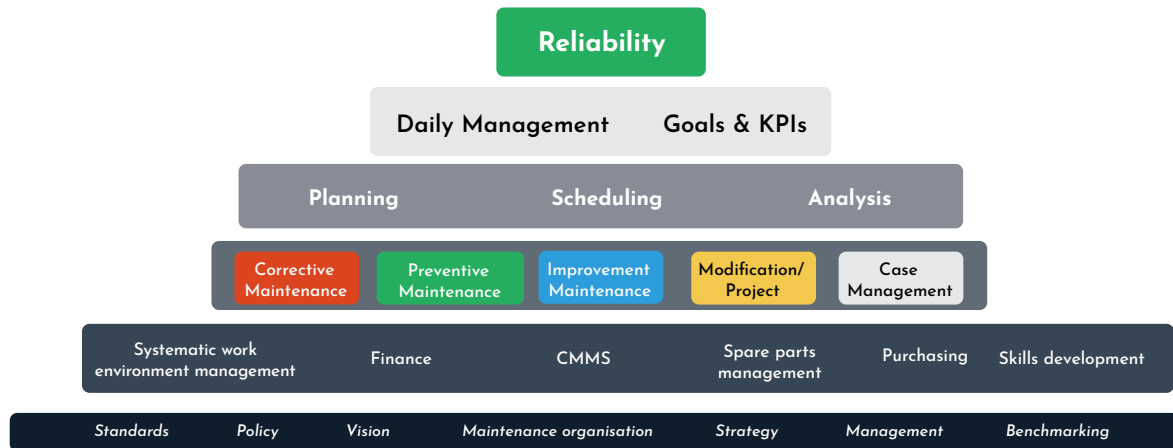 Reliability
Daily Management Goals & KPIs
Planning Scheduling Analysis
Corrective
Maintenance
Preventive
Maintenance
Improvement
Maintenance
Modification/
Project
Case
Management
Systematic work
environment management
Finance
CMMS
Spare parts
management
Purchasing
Skills development
Standards Policy Vision Maintenance organisation Strategy Management Benchmarking